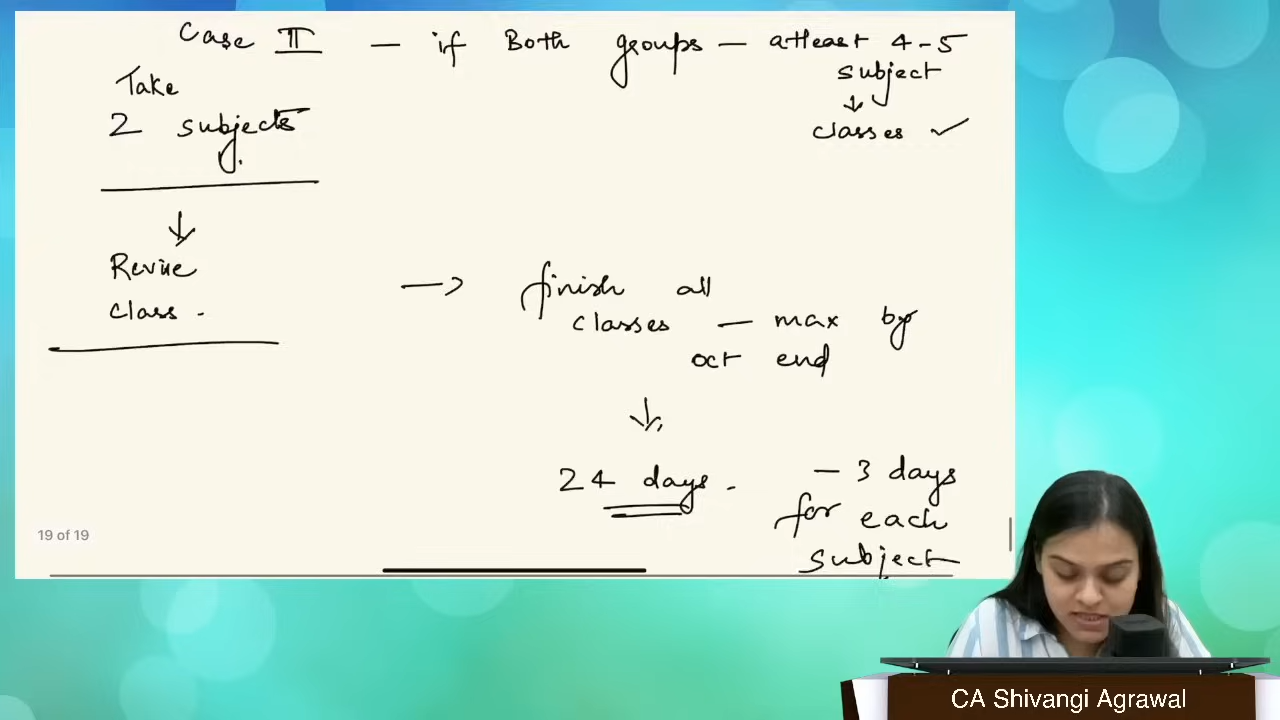 Case II — if Both groups — atleast 4-5
subject
↓
classes ✓
Take
2 subjects
↓
Revise
class.
→ finish all
classes — max by
oct end
↓
24 days. — 3 days
for each
subject
19 of 19
CA Shivangi Agrawal